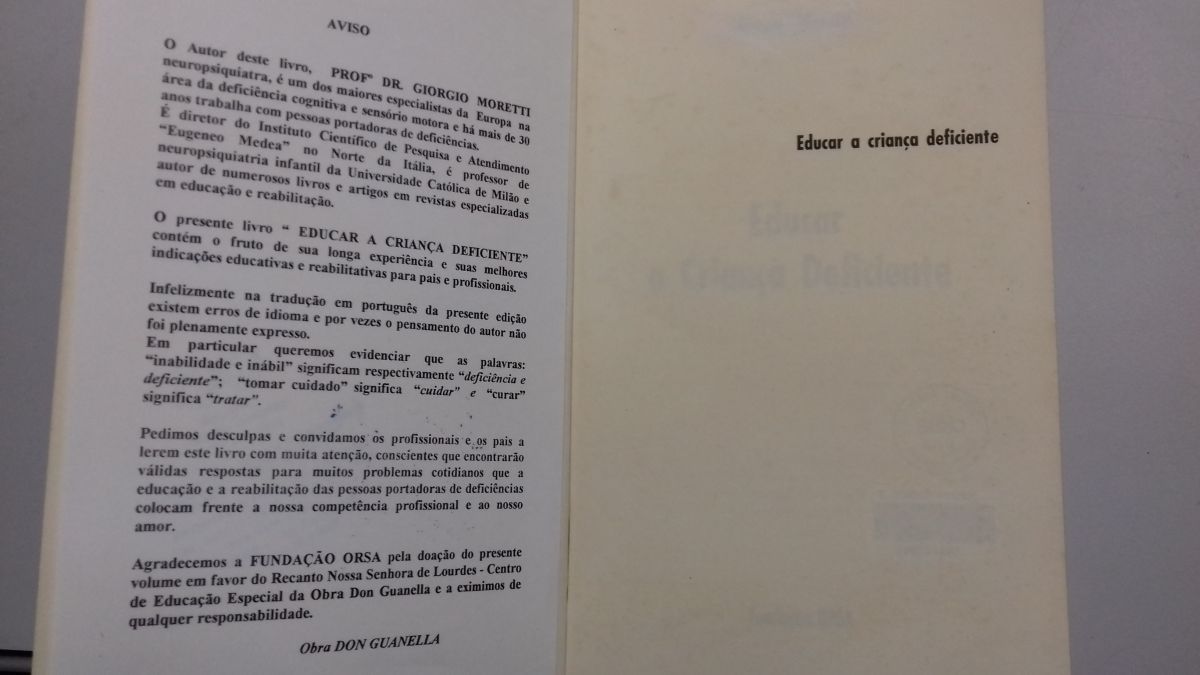 AVISO
O Autor deste livro, PROFº DR. GIORGIO MORETTI
neuropsiquiatra, é um dos maiores especialistas da Europa na
área da deficiência cognitiva e sensório motora e há mais de 30
anos trabalha com pessoas portadoras de deficiências.
É diretor do Instituto Científico de Pesquisa e Atendimento
“Eugeneo Medea” no Norte da Itália, é professor de
neuropsiquiatria infantil da Universidade Católica de Milão e
autor de numerosos livros e artigos em revistas especializadas
em educação e reabilitação.
O presente livro “ EDUCAR A CRIANÇA DEFICIENTE”
contém o fruto de sua longa experiência e suas melhores
indicações educativas e reabilitativas para pais e profissionais.
Infelizmente na tradução em português da presente edição
existem erros de idioma e por vezes o pensamento do autor não
foi plenamente expresso.
Em particular queremos evidenciar que as palavras:
“inabilidade e inábil” significam respectivamente “deficiência e
deficiente”; “tomar cuidado” significa “cuidar” e “curar”
significa “tratar”.
Pedimos desculpas e convidamos os profissionais e os pais a
lerem este livro com muita atenção, conscientes que encontrarão
válidas respostas para muitos problemas cotidianos que a
educação e a reabilitação das pessoas portadoras de deficiências
colocam frente a nossa competência profissional e ao nosso
amor.
Agradecemos a FUNDAÇÃO ORSA pela doação do presente
volume em favor do Recanto Nossa Senhora de Lourdes - Centro
de Educação Especial da Obra Don Guanella e a eximimos de
qualquer responsabilidade.
Obra DON GUANELLA
Educar a criança deficiente
Educar
a Criança Deficiente